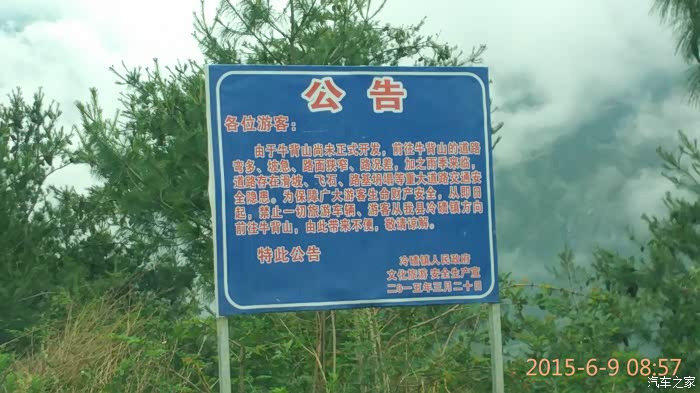 公告
各位游客：
由于牛背山尚未正式开发，前往牛背山的道路
弯多、坡急、路面狭窄、路况差，加之雨季来临，
道路存在滑坡、飞石、路基坍塌等重大道路交通安
全隐患。为保障广大游客生命财产安全，从即日
起，禁止一切旅游车辆、游客从我县冷碛镇方向
前往牛背山，由此带来不便，敬请谅解。
特此公告
冷碛镇人民政府
文化旅游 安全生产宣
二0一五年三月二十日
2015-6-9 08:57
汽车之家